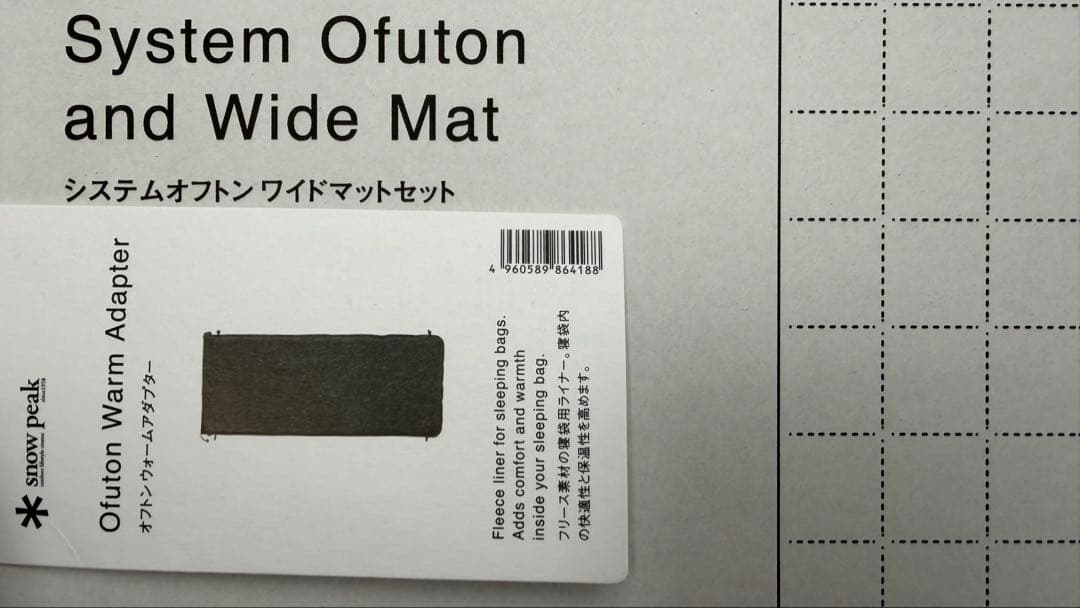 System Ofuton
and Wide Mat
システムオフトン ワイドマットセット
snow peak
Ofuton Warm Adapter
オフトン ウォームアダプター
4 960589 864188
Fleece liner for sleeping bags.
Adds comfort and warmth
inside your sleeping bag.
フリース素材の寝袋用ライナー。寝袋内
の快適性と保温性を高めます。